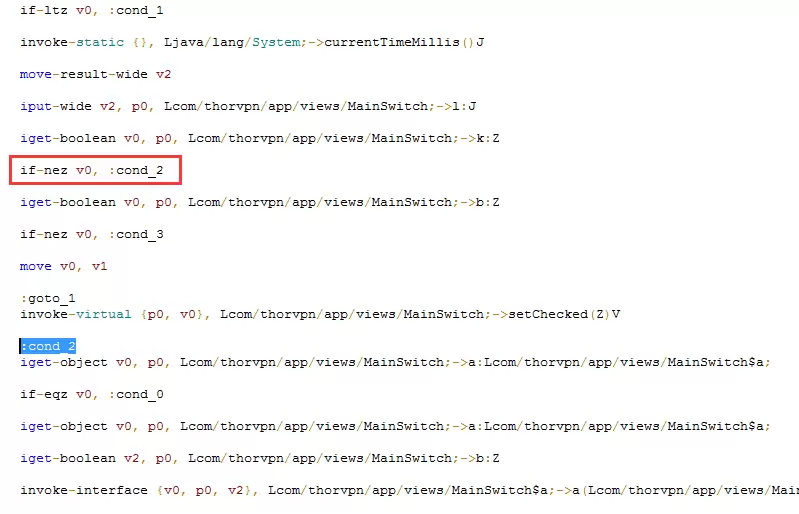 if-ltz v0, :cond_1
invoke-static {}, Ljava/lang/System;->currentTimeMillis()J
move-result-wide v2
iput-wide v2, p0, Lcom/thorvpn/app/views/MainSwitch;->l:J
iget-boolean v0, p0, Lcom/thorvpn/app/views/MainSwitch;->k:Z
if-nez v0, :cond_2
iget-boolean v0, p0, Lcom/thorvpn/app/views/MainSwitch;->b:Z
if-nez v0, :cond_3
move v0, v1
:goto_1
invoke-virtual {p0, v0}, Lcom/thorvpn/app/views/MainSwitch;->setChecked(Z)V
:cond_2
iget-object v0, p0, Lcom/thorvpn/app/views/MainSwitch;->a:Lcom/thorvpn/app/views/MainSwitch$a;
if-eqz v0, :cond_0
iget-object v0, p0, Lcom/thorvpn/app/views/MainSwitch;->a:Lcom/thorvpn/app/views/MainSwitch$a;
iget-boolean v2, p0, Lcom/thorvpn/app/views/MainSwitch;->b:Z
invoke-interface {v0, p0, v2}, Lcom/thorvpn/app/views/MainSwitch$a;->a(Lcom/thorvpn/app/views/Main